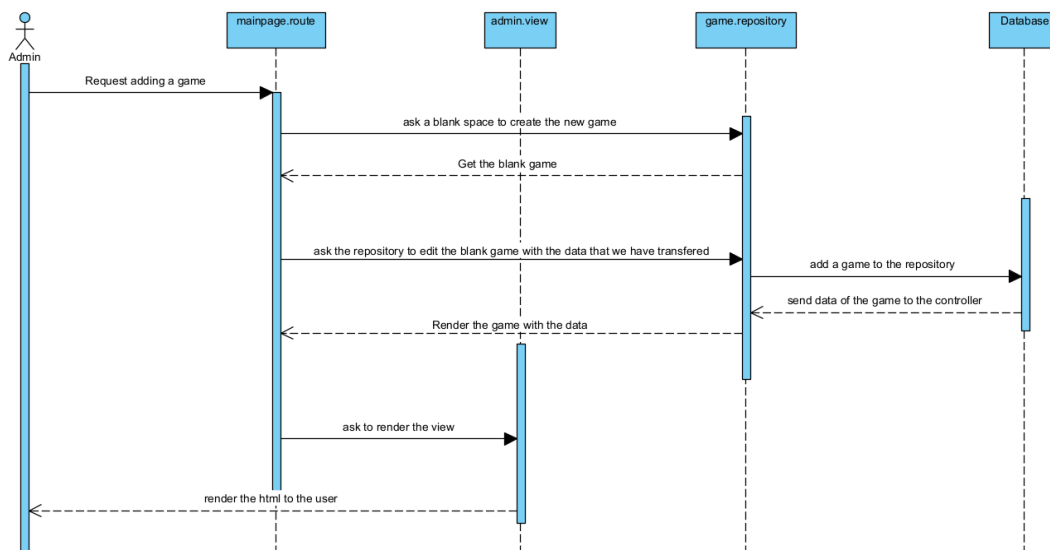 mainpage.route
admin.view
game.repository
Database
Admin
Request adding a game
ask a blank space to create the new game
Get the blank game
ask the repository to edit the blank game with the data that we have transfered
add a game to the repository
send data of the game to the controller
Render the game with the data
ask to render the view
render the html to the user